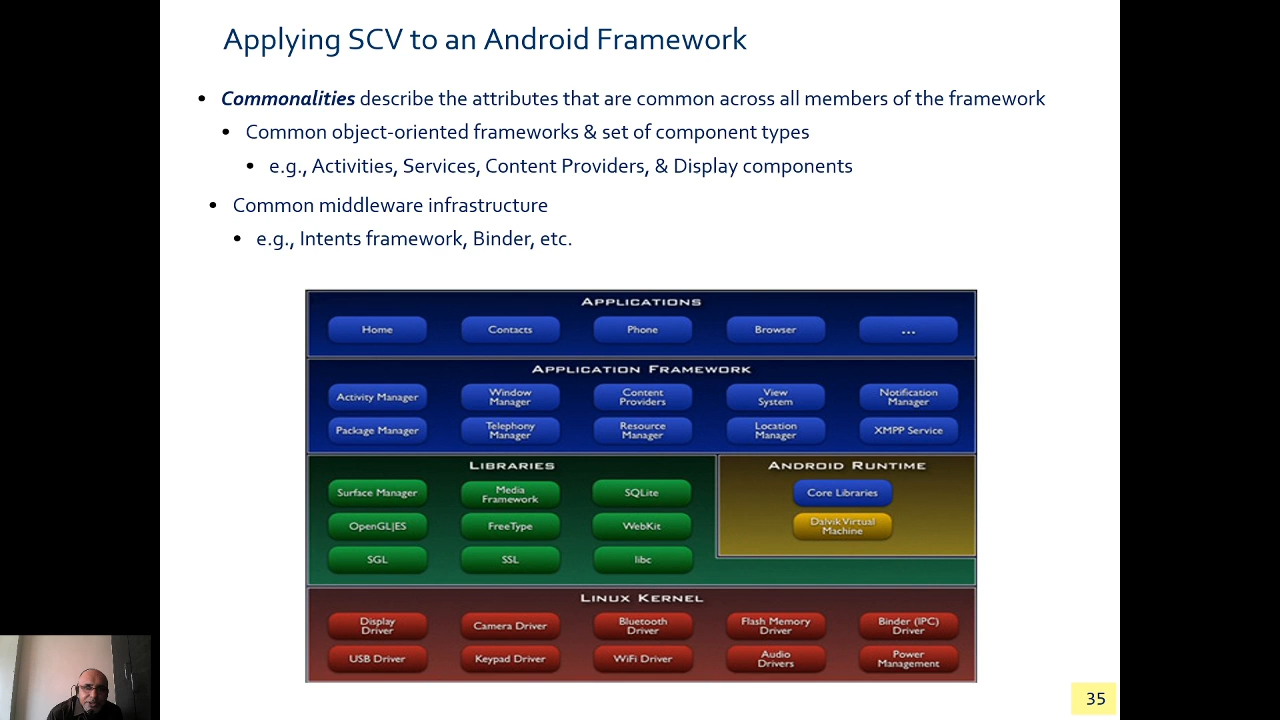 Applying SCV to an Android Framework
• Commonalities describe the attributes that are common across all members of the framework
• Common object-oriented frameworks & set of component types
• e.g., Activities, Services, Content Providers, & Display components
• Common middleware infrastructure
• e.g., Intents framework, Binder, etc.
APPLICATIONS
Home
Contacts
Phone
Browser
...
APPLICATION FRAMEWORK
Activity Manager
Window
Manager
Content
Providers
View
System
Notification
Manager
Package Manager
Telephony
Manager
Resource
Manager
Location
Manager
XMPP Service
LIBRARIES
Surface Manager
Media
Framework
SQLite
OpenGL|ES
FreeType
WebKit
SGL
SSL
libc
ANDROID RUNTIME
Core Libraries
Dalvik Virtual
Machine
LINUX KERNEL
Display
Driver
Camera Driver
Bluetooth
Driver
Flash Memory
Driver
Binder (IPC)
Driver
USB Driver
Keypad Driver
WiFi Driver
Audio
Drivers
Power
Management
35